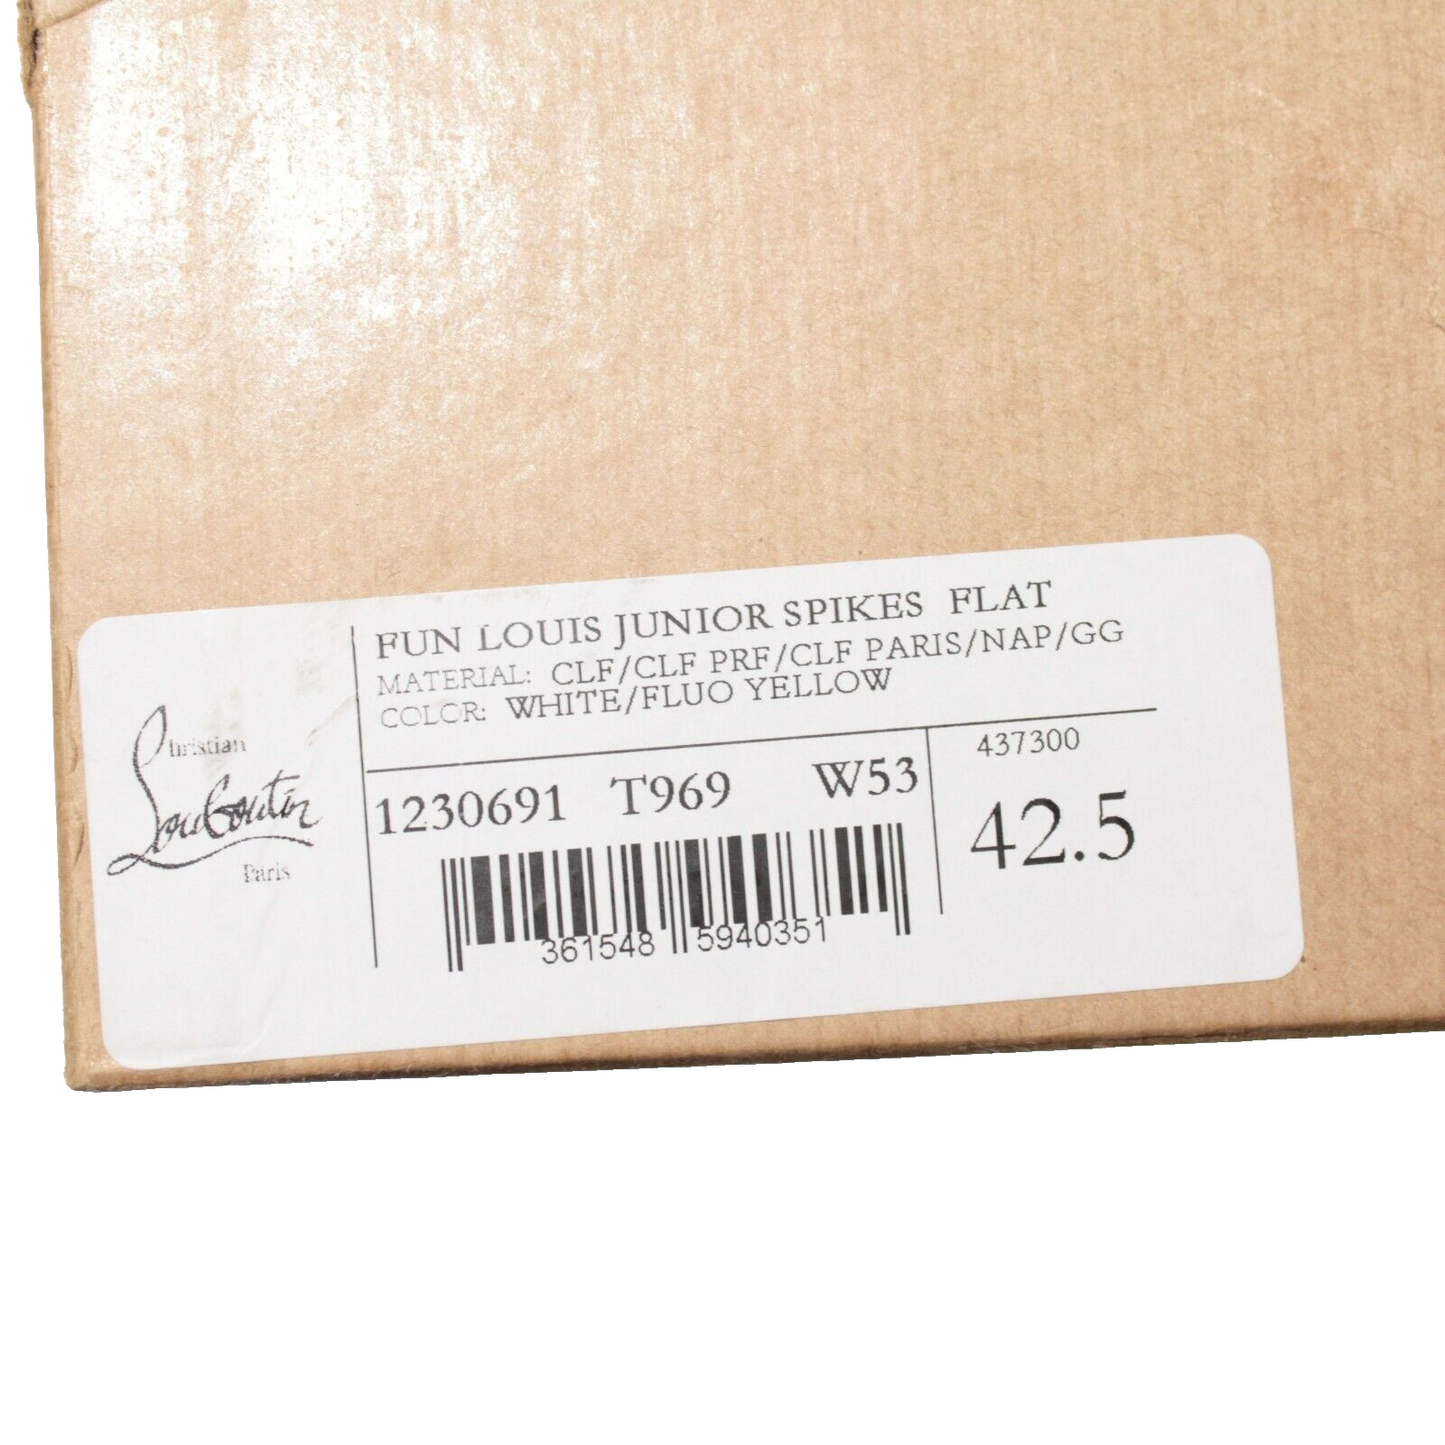 Christian
Louboutin
Paris
FUN LOUIS JUNIOR SPIKES FLAT
MATERIAL: CLF/CLF PRF/CLF PARIS/NAP/GG
COLOR: WHITE/FLUO YELLOW
1230691 T969 W53
437300
42.5
361548 5940351